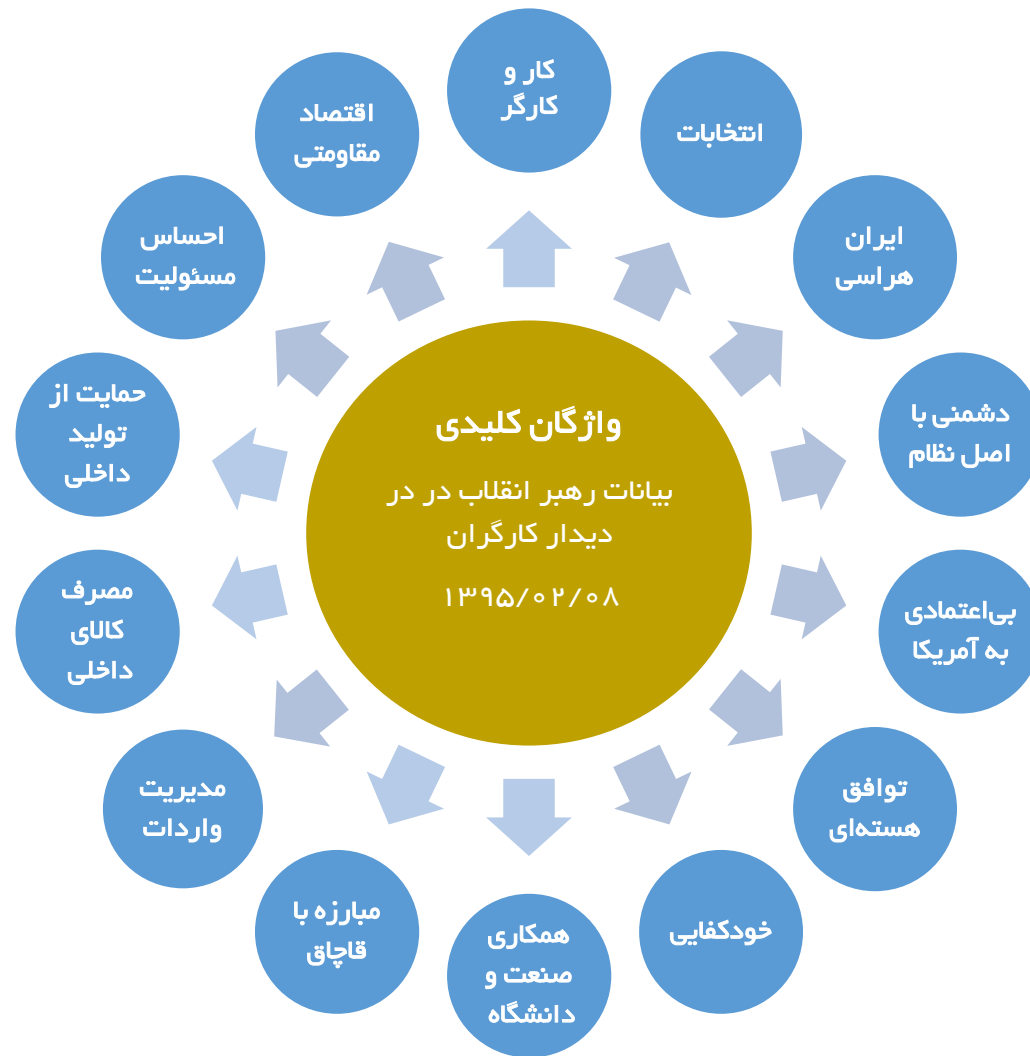 واژگان کلیدی
بیانات رهبر انقلاب در در
دیدار کارگران
۱۳۹۵/۰۲/۰۸
کار و
کارگر
انتخابات
ایران
هراسی
دشمنی با
اصل نظام
بی‌اعتمادی
به آمریکا
توافق
هسته‌ای
خودکفایی
همکاری
صنعت و
دانشگاه
مبارزه با
قاچاق
مدیریت
واردات
مصرف
کالای
داخلی
حمایت از
تولید
داخلی
احساس
مسئولیت
اقتصاد
مقاومتی